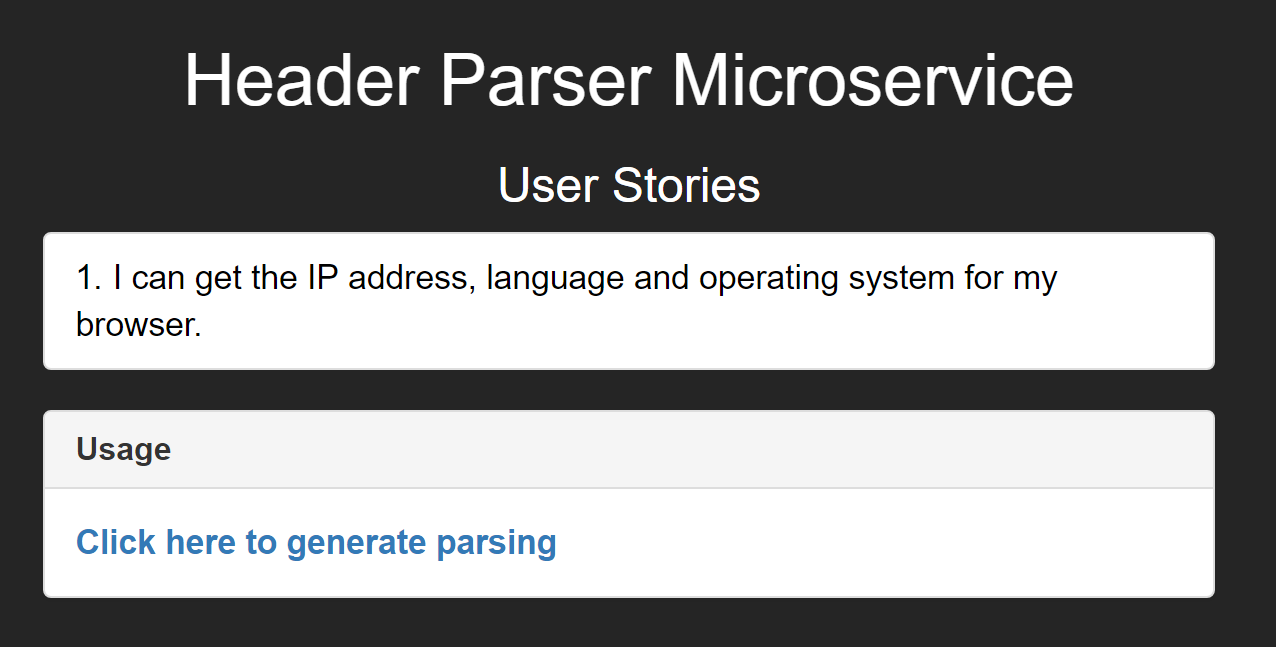 Header Parser Microservice
User Stories
1. I can get the IP address, language and operating system for my
browser.
Usage
Click here to generate parsing